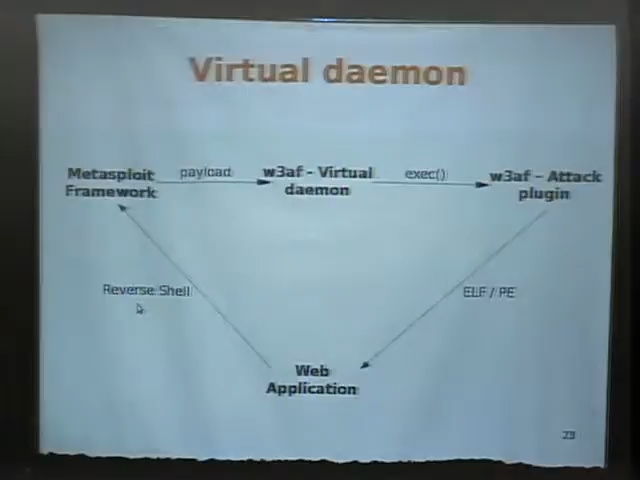 Virtual daemon
Metasploit
Framework
payload
w3af - Virtual
daemon
exec()
w3af - Attack
plugin
Reverse Shell
ELF / PE
Web
Application
23